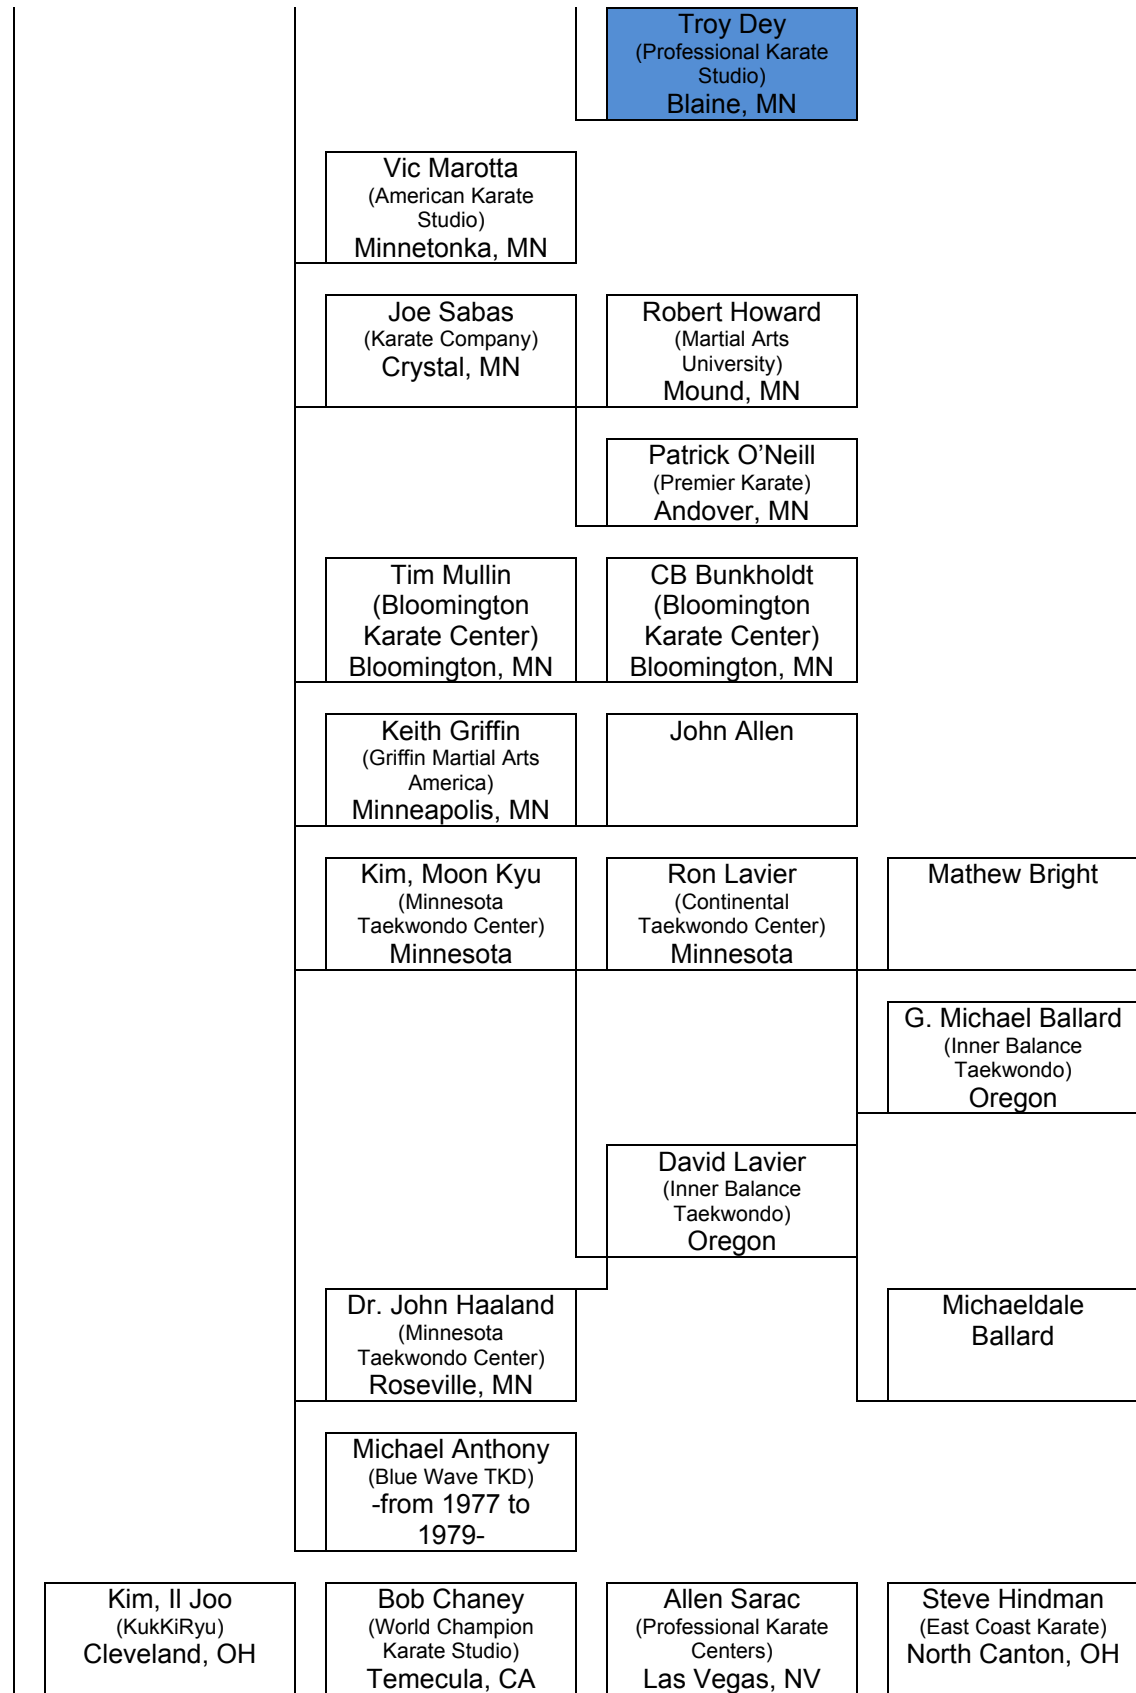 Troy Dey
(Professional Karate
Studio)
Blaine, MN
Vic Marotta
(American Karate
Studio)
Minnetonka, MN
Joe Sabas
(Karate Company)
Crystal, MN
Robert Howard
(Martial Arts
University)
Mound, MN
Patrick O’Neill
(Premier Karate)
Andover, MN
Tim Mullin
(Bloomington
Karate Center)
Bloomington, MN
CB Bunkholdt
(Bloomington
Karate Center)
Bloomington, MN
Keith Griffin
(Griffin Martial Arts
America)
Minneapolis, MN
John Allen
Kim, Moon Kyu
(Minnesota
Taekwondo Center)
Minnesota
Ron Lavier
(Continental
Taekwondo Center)
Minnesota
Mathew Bright
G. Michael Ballard
(Inner Balance
Taekwondo)
Oregon
David Lavier
(Inner Balance
Taekwondo)
Oregon
Dr. John Haaland
(Minnesota
Taekwondo Center)
Roseville, MN
Michaeldale
Ballard
Michael Anthony
(Blue Wave TKD)
-from 1977 to
1979-
Kim, Il Joo
(KukKiRyu)
Cleveland, OH
Bob Chaney
(World Champion
Karate Studio)
Temecula, CA
Allen Sarac
(Professional Karate
Centers)
Las Vegas, NV
Steve Hindman
(East Coast Karate)
North Canton, OH